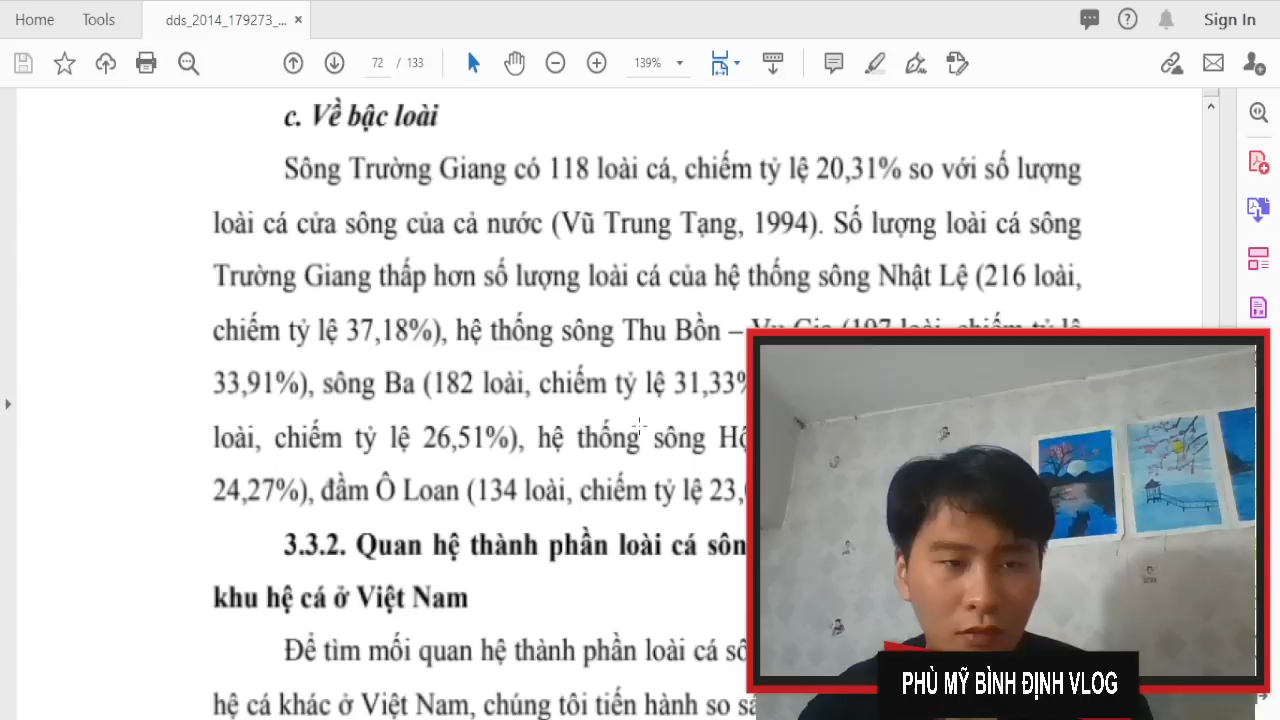 Home Tools dds_2014_179273_... × Sign In
72 / 133 139%
c. Về bậc loài
Sông Trường Giang có 118 loài cá, chiếm tỷ lệ 20,31% so với số lượng
loài cá cửa sông của cả nước (Vũ Trung Tạng, 1994). Số lượng loài cá sông
Trường Giang thấp hơn số lượng loài cá của hệ thống sông Nhật Lệ (216 loài,
chiếm tỷ lệ 37,18%), hệ thống sông Thu Bồn – Vu Gia (197 loài, chiếm tỷ lệ
33,91%), sông Ba (182 loài, chiếm tỷ lệ 31,33%
loài, chiếm tỷ lệ 26,51%), hệ thống sông
24,27%), đầm Ô Loan (134 loài, chiếm tỷ lệ
3.3.2. Quan hệ thành phần loài cá
khu hệ cá ở Việt Nam
Để tìm mối quan hệ thành phần loài cá
hệ cá khác ở Việt Nam, chúng tôi tiến hành so
PHÙ MỸ BÌNH ĐỊNH VLOG